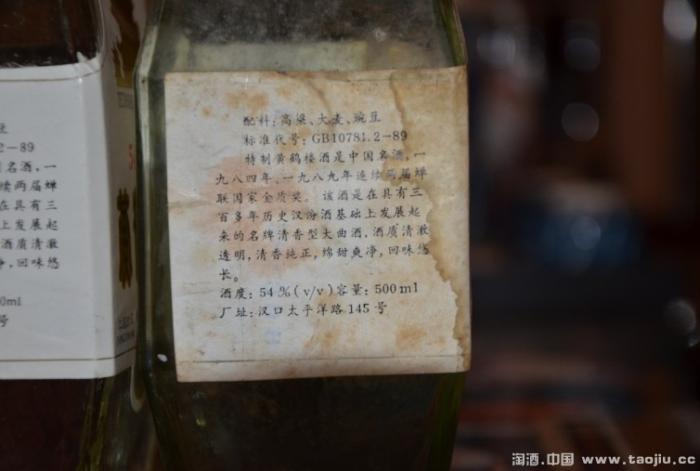 配料：高粱、大麦、豌豆
标准代号：GB10781.2-89
特制黄鹤楼酒是中国名酒，一
九八四年、一九八九年连续两届蝉
联国家金质奖。该酒是在具有三
百多年历史汉汾酒基础上发展起
来的名牌清香型大曲酒，酒质清澈
透明，清香纯正，绵甜爽净，回味悠
长。
酒度：54%(v/v)容量：500ml
厂址：汉口太平洋路145号
豆
.2-89
名酒，一
续两届蝉
具有三
上发展起
酒质清澈
净，回味悠
0ml
号
淘酒.中国 www.taojiu.cc